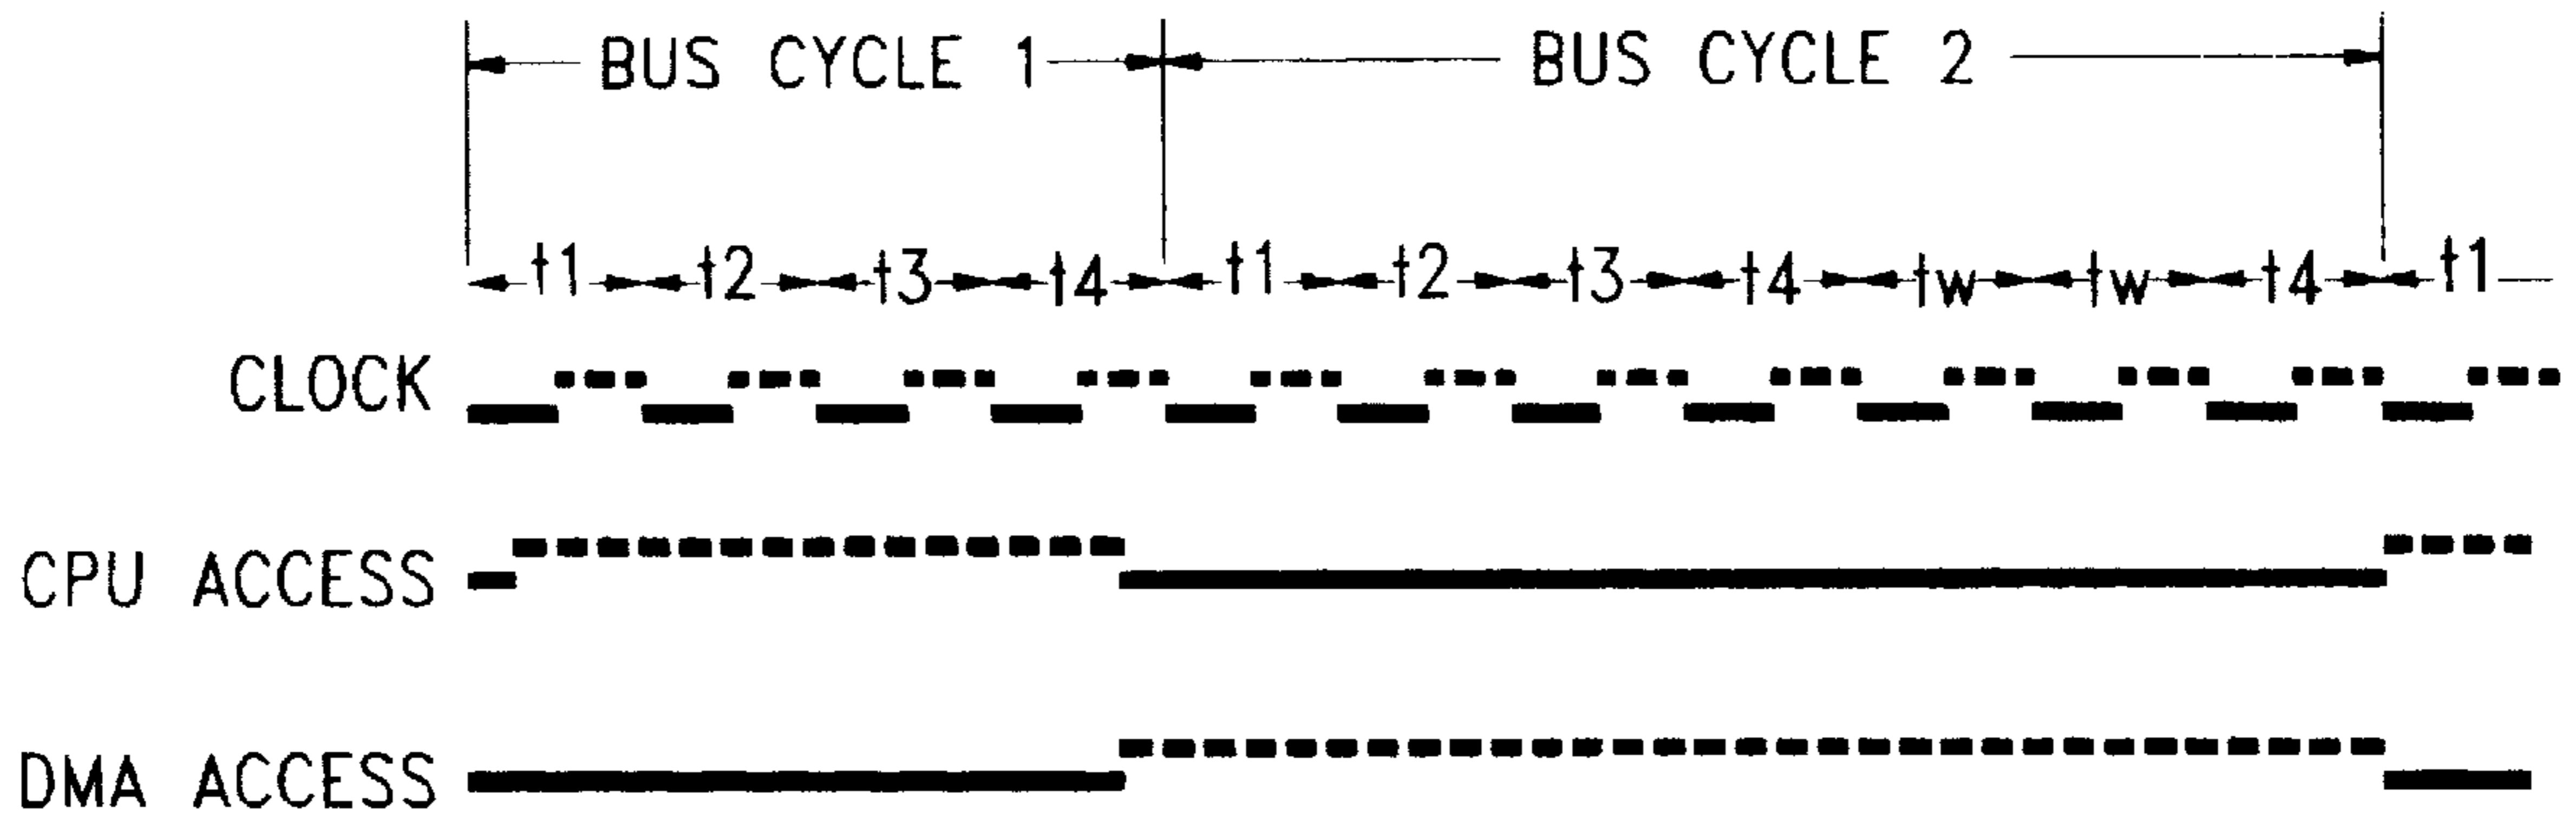 BUS CYCLE 1 BUS CYCLE 2
t1 t2 t3 t4 t1 t2 t3 t4 tw tw t4 t1
CLOCK
CPU ACCESS
DMA ACCESS